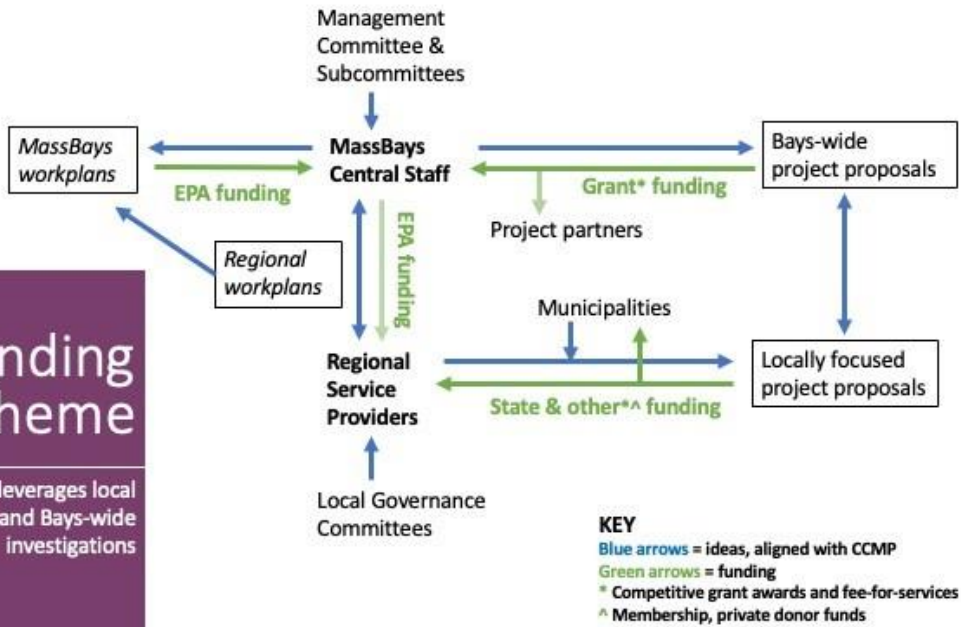 Management
Committee &
Subcommittees
MassBays
workplans
MassBays
Central Staff
Bays-wide
project proposals
EPA funding
Grant* funding
Project partners
Regional
workplans
EPA funding
Municipalities
nding
heme
Regional
Service
Providers
Locally focused
project proposals
State & other*^ funding
leverages local
and Bays-wide
investigations
Local Governance
Committees
KEY
Blue arrows = ideas, aligned with CCMP
Green arrows = funding
* Competitive grant awards and fee-for-services
^ Membership, private donor funds